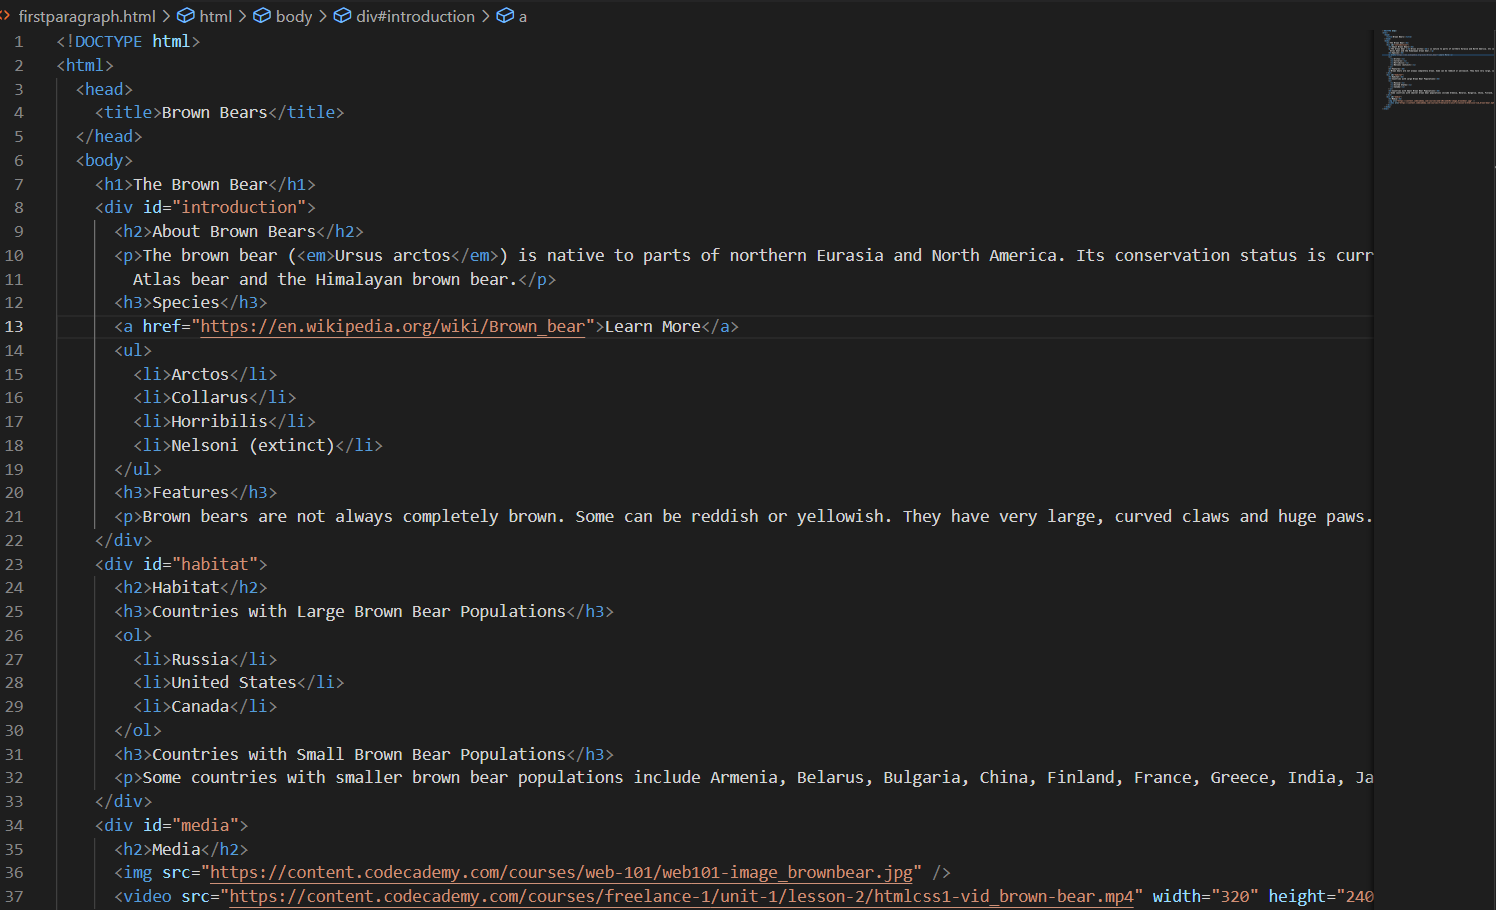 firstparagraph.html > html > body > div#introduction > a
1 <!DOCTYPE html>
2 <html>
3 <head>
4 <title>Brown Bears</title>
5 </head>
6 <body>
7 <h1>The Brown Bear</h1>
8 <div id="introduction">
9 <h2>About Brown Bears</h2>
10 <p>The brown bear (<em>Ursus arctos</em>) is native to parts of northern Eurasia and North America. Its conservation status is curr
11 Atlas bear and the Himalayan brown bear.</p>
12 <h3>Species</h3>
13 <a href="https://en.wikipedia.org/wiki/Brown_bear">Learn More</a>
14 <ul>
15 <li>Arctos</li>
16 <li>Collarus</li>
17 <li>Horribilis</li>
18 <li>Nelsoni (extinct)</li>
19 </ul>
20 <h3>Features</h3>
21 <p>Brown bears are not always completely brown. Some can be reddish or yellowish. They have very large, curved claws and huge paws.
22 </div>
23 <div id="habitat">
24 <h2>Habitat</h2>
25 <h3>Countries with Large Brown Bear Populations</h3>
26 <ol>
27 <li>Russia</li>
28 <li>United States</li>
29 <li>Canada</li>
30 </ol>
31 <h3>Countries with Small Brown Bear Populations</h3>
32 <p>Some countries with smaller brown bear populations include Armenia, Belarus, Bulgaria, China, Finland, France, Greece, India, Ja
33 </div>
34 <div id="media">
35 <h2>Media</h2>
36 <img src="https://content.codecademy.com/courses/web-101/web101-image_brownbear.jpg" />
37 <video src="https://content.codecademy.com/courses/freelance-1/unit-1/lesson-2/htmlcss1-vid_brown-bear.mp4" width="320" height="240